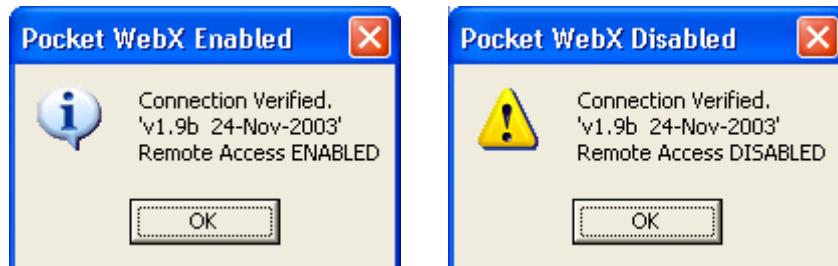 Pocket WebX Enabled
Connection Verified.
'v1.9b 24-Nov-2003'
Remote Access ENABLED
OK
Pocket WebX Disabled
Connection Verified.
'v1.9b 24-Nov-2003'
Remote Access DISABLED
OK